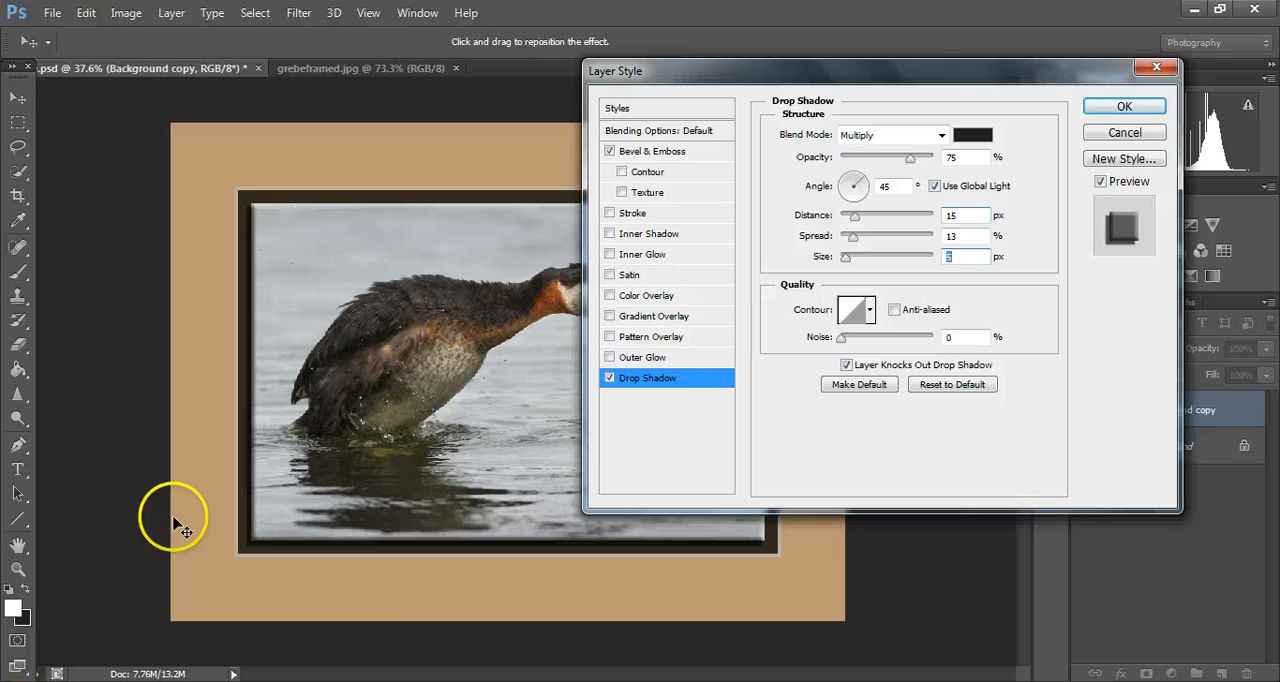 Ps File Edit Image Layer Type Select Filter 3D View Window Help
Click and drag to reposition the effect.
Photography
.psd @ 37.6% (Background copy, RGB/8*) * × grebeframed.jpg @ 73.3% (RGB/8) ×
Layer Style
Styles
Blending Options: Default
Bevel & Emboss
Contour
Texture
Stroke
Inner Shadow
Inner Glow
Satin
Color Overlay
Gradient Overlay
Pattern Overlay
Outer Glow
Drop Shadow
Drop Shadow
Structure
Blend Mode: Multiply
Opacity: 75 %
Angle: 45 ° Use Global Light
Distance: 15 px
Spread: 13 %
Size: 5 px
Quality
Contour: Anti-aliased
Noise: 0 %
Layer Knocks Out Drop Shadow
Make Default Reset to Default
OK
Cancel
New Style...
Preview
Opacity: 100%
Fill: 100%
copy
Doc: 7.76M/13.2M